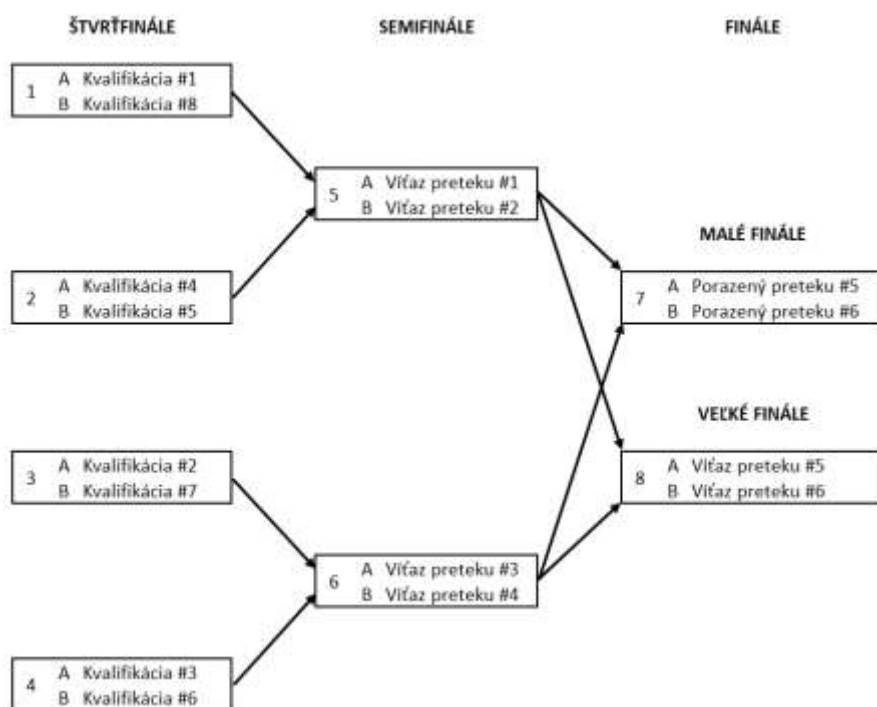 ŠTVRŤFINÁLE
SEMIFINÁLE
FINÁLE
1 A Kvalifikácia #1
B Kvalifikácia #8
5 A Víťaz preteku #1
B Víťaz preteku #2
MALÉ FINÁLE
2 A Kvalifikácia #4
B Kvalifikácia #5
7 A Porazený preteku #5
B Porazený preteku #6
VEĽKÉ FINÁLE
3 A Kvalifikácia #2
B Kvalifikácia #7
8 A Víťaz preteku #5
B Víťaz preteku #6
6 A Víťaz preteku #3
B Víťaz preteku #4
4 A Kvalifikácia #3
B Kvalifikácia #6